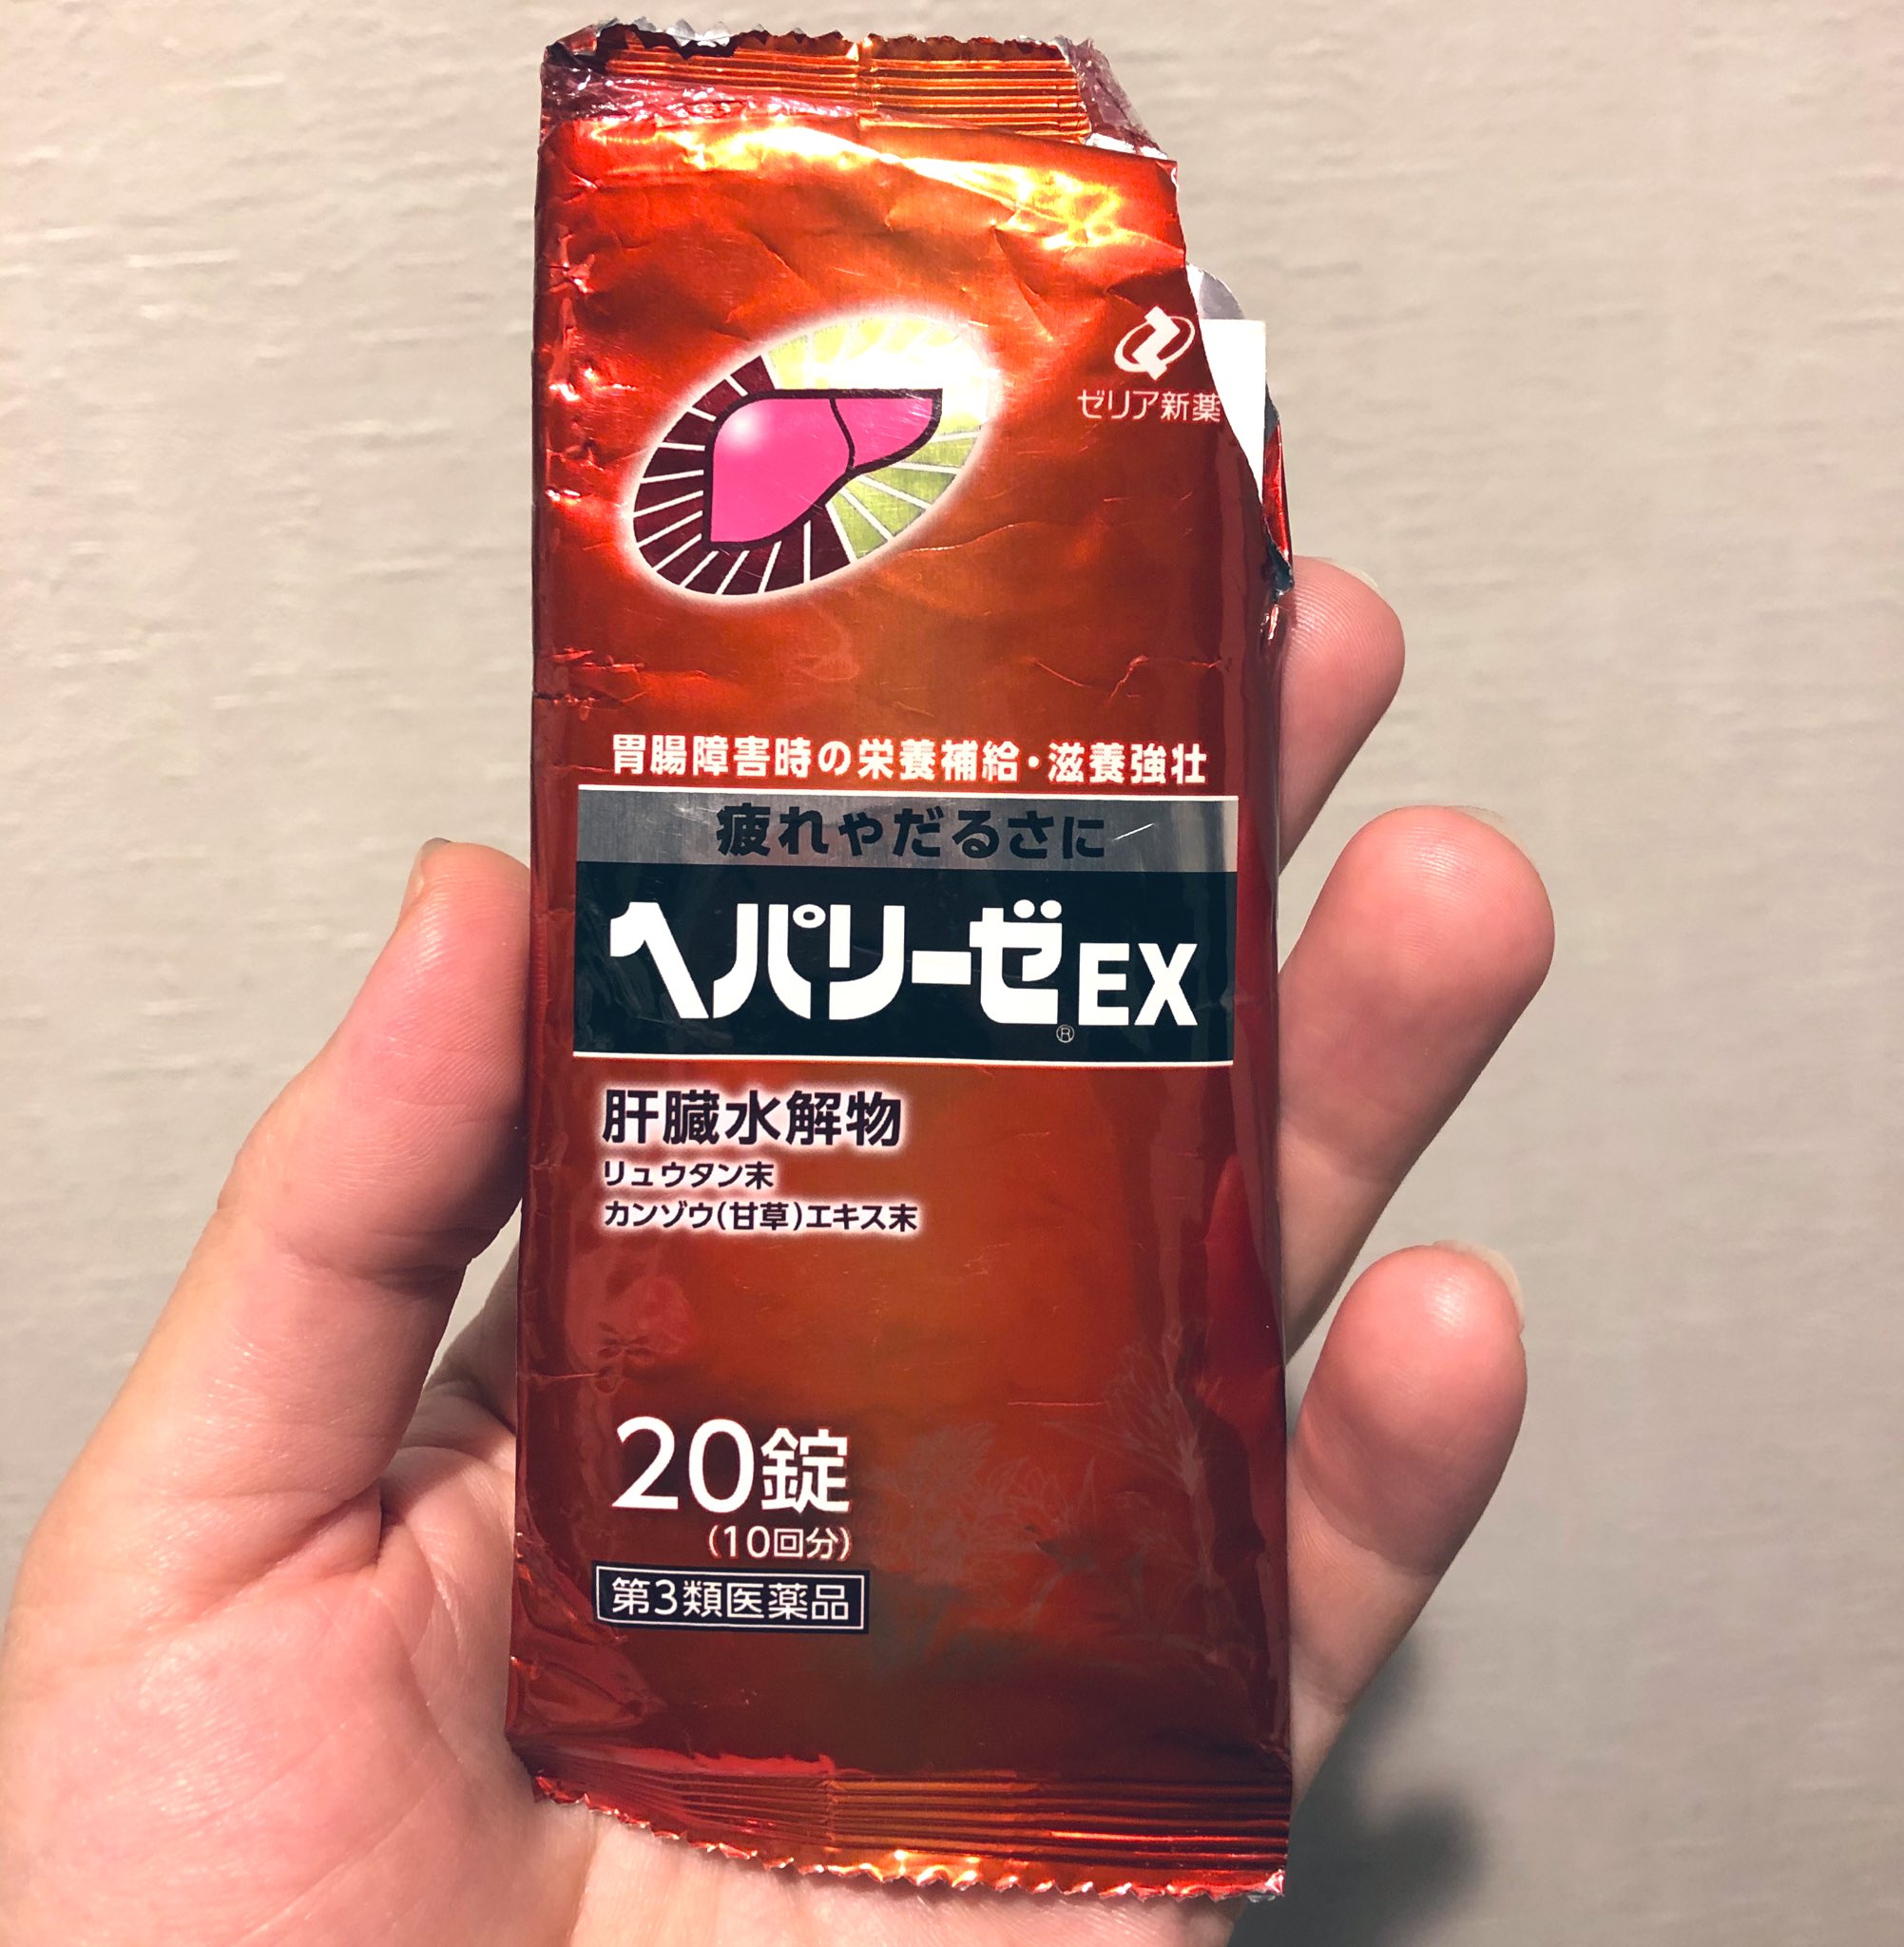 ゼリア新薬
胃腸障害時の栄養補給・滋養強壮
疲れやだるさに
ヘパリーゼ®EX
肝臓水解物
リュウタン末
カンゾウ(甘草)エキス末
20錠
(10回分)
第3類医薬品